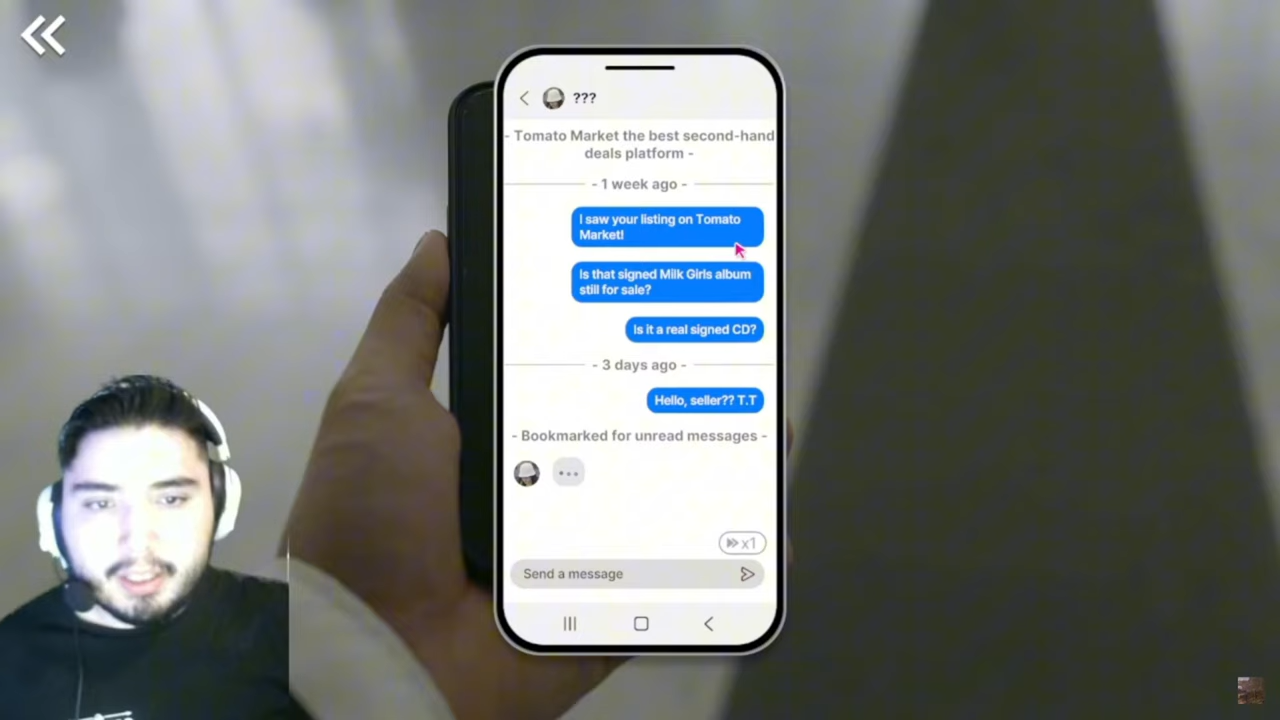 ???
- Tomato Market the best second-hand
deals platform -
- 1 week ago -
I saw your listing on Tomato
Market!
Is that signed Milk Girls album
still for sale?
Is it a real signed CD?
- 3 days ago -
Hello, seller?? T.T
- Bookmarked for unread messages -
x1
Send a message